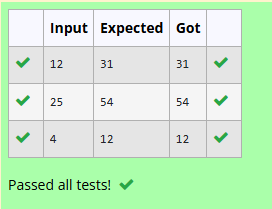 Input Expected Got
12 31 31
25 54 54
4 12 12
Passed all tests!